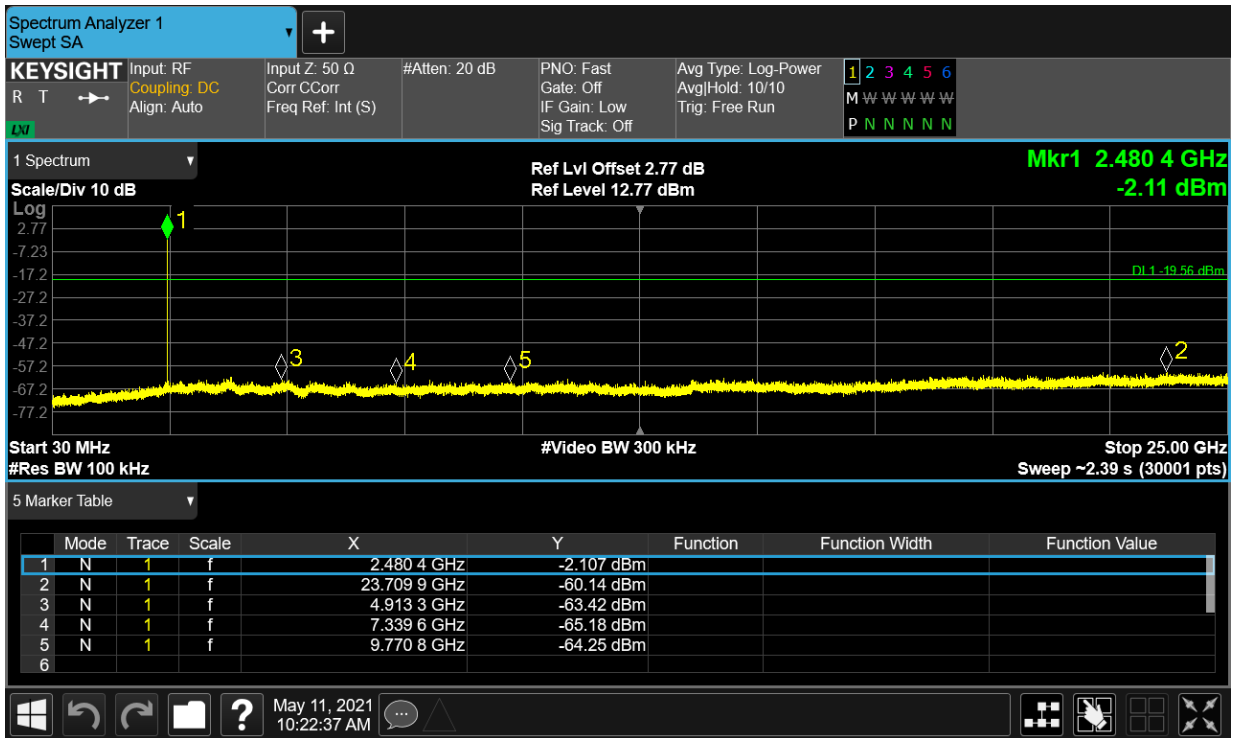 Spectrum Analyzer 1
Swept SA
+
KEYSIGHT
R T
LXI
Input: RF
Coupling: DC
Align: Auto
Input Z: 50 Ω
Corr CCorr
Freq Ref: Int (S)
#Atten: 20 dB
PNO: Fast
Gate: Off
IF Gain: Low
Sig Track: Off
Avg Type: Log-Power
Avg|Hold: 10/10
Trig: Free Run
1 2 3 4 5 6
M W W W W W
P N N N N N
1 Spectrum
Scale/Div 10 dB
Ref Lvl Offset 2.77 dB
Ref Level 12.77 dBm
Mkr1 2.480 4 GHz
-2.11 dBm
Log
2.77
-7.23
-17.2
-27.2
-37.2
-47.2
-57.2
-67.2
-77.2
1
DL1 -19.56 dBm
3
4
5
2
Start 30 MHz
#Res BW 100 kHz
#Video BW 300 kHz
Stop 25.00 GHz
Sweep ~2.39 s (30001 pts)
5 Marker Table
Mode Trace Scale X Y Function Function Width Function Value
1 N 1 f 2.480 4 GHz -2.107 dBm
2 N 1 f 23.709 9 GHz -60.14 dBm
3 N 1 f 4.913 3 GHz -63.42 dBm
4 N 1 f 7.339 6 GHz -65.18 dBm
5 N 1 f 9.770 8 GHz -64.25 dBm
6
?
May 11, 2021
10:22:37 AM